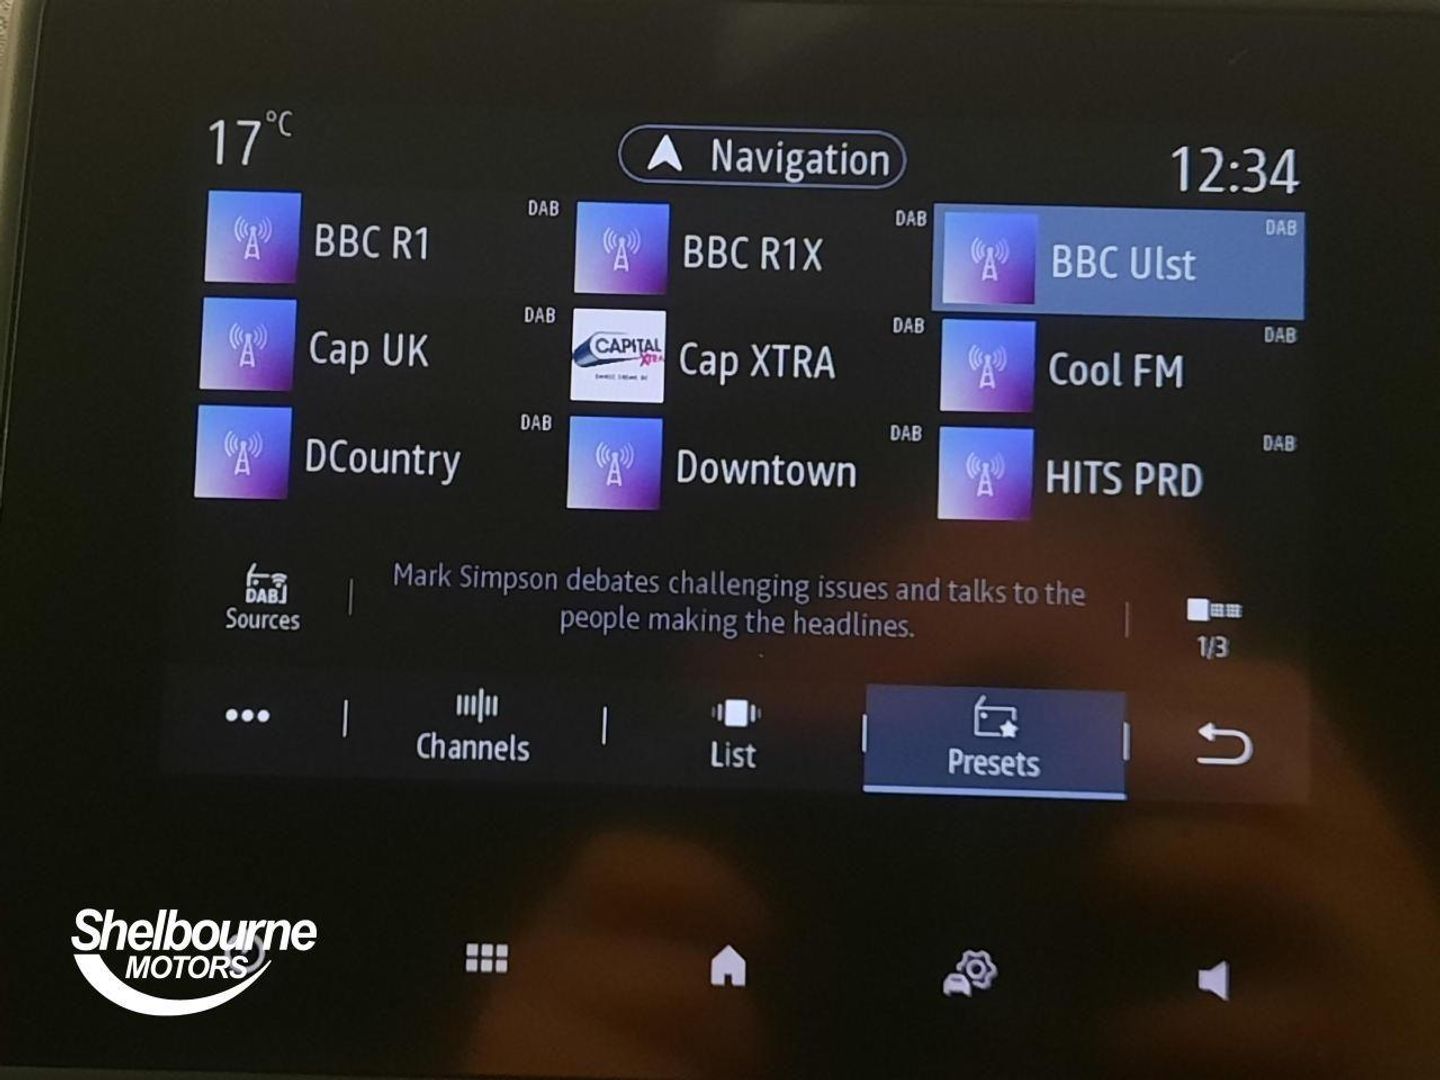 17°C
Navigation
12:34
BBC R1
DAB
BBC R1X
DAB
BBC Ulst
DAB
Cap UK
DAB
CAPITAL
XTRA
Cap XTRA
DAB
Cool FM
DAB
DCountry
DAB
Downtown
DAB
HITS PRD
DAB
DAB
Sources
Mark Simpson debates challenging issues and talks to the
people making the headlines.
1/3
Channels
List
Presets
Shelbourne
MOTORS